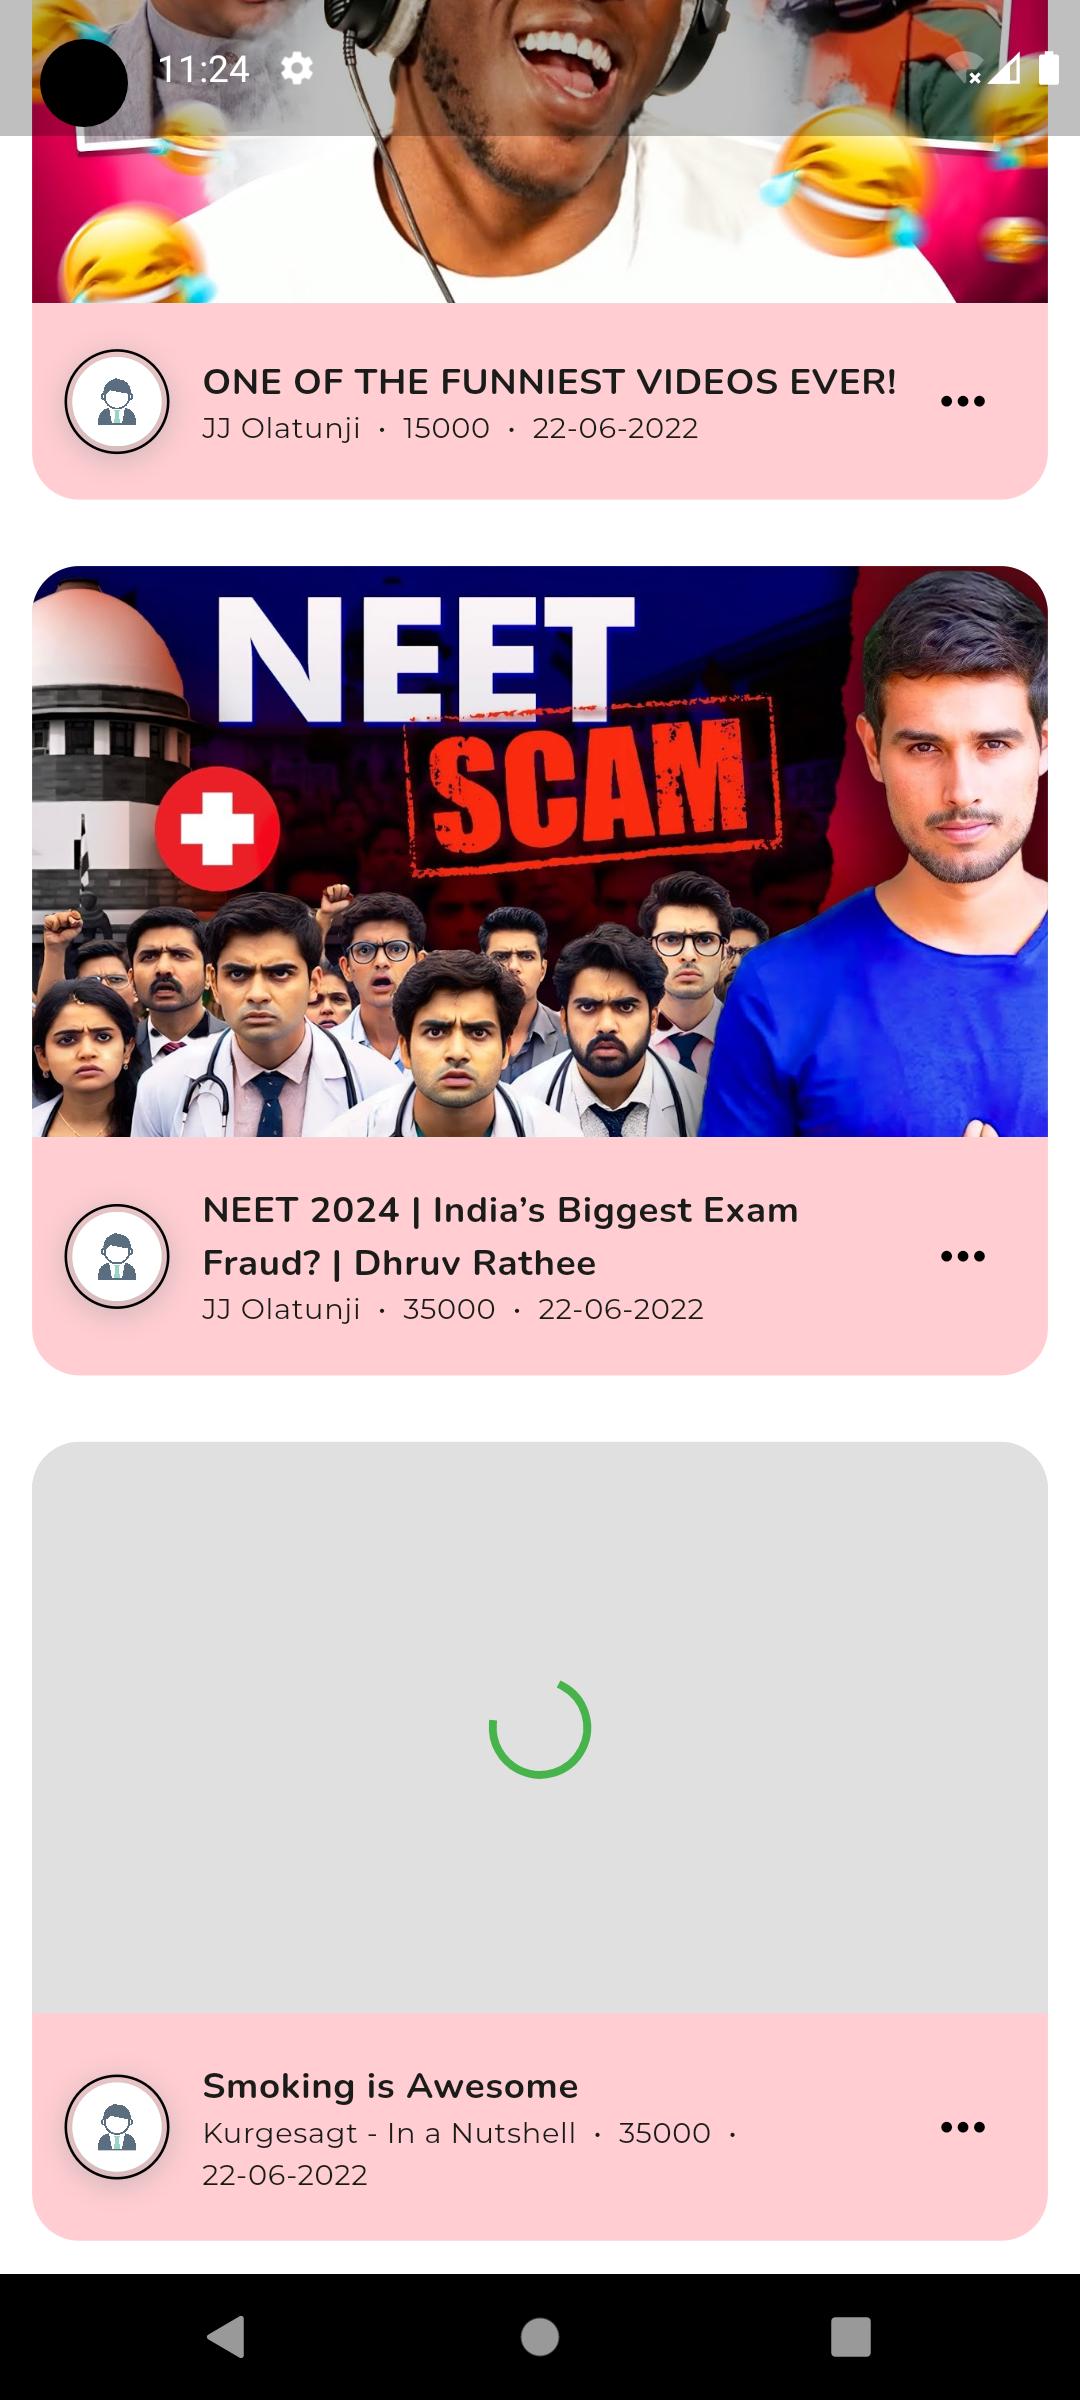 11:24
ONE OF THE FUNNIEST VIDEOS EVER!
JJ Olatunji • 15000 • 22-06-2022
NEET
SCAM
NEET 2024 | India’s Biggest Exam
Fraud? | Dhruv Rathee
JJ Olatunji • 35000 • 22-06-2022
Smoking is Awesome
Kurgesagt - In a Nutshell • 35000 •
22-06-2022